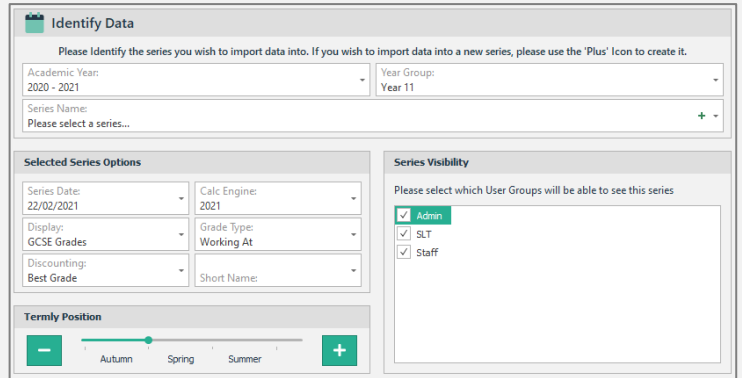 Identify Data
Please Identify the series you wish to import data into. If you wish to import data into a new series, please use the 'Plus' Icon to create it.
Academic Year:
2020 - 2021
Year Group:
Year 11
Series Name:
Please select a series...
Selected Series Options
Series Date:
22/02/2021
Calc Engine:
2021
Display:
GCSE Grades
Grade Type:
Working At
Discounting:
Best Grade
Short Name:
Termly Position
Autumn Spring Summer
Series Visibility
Please select which User Groups will be able to see this series
Admin
SLT
Staff